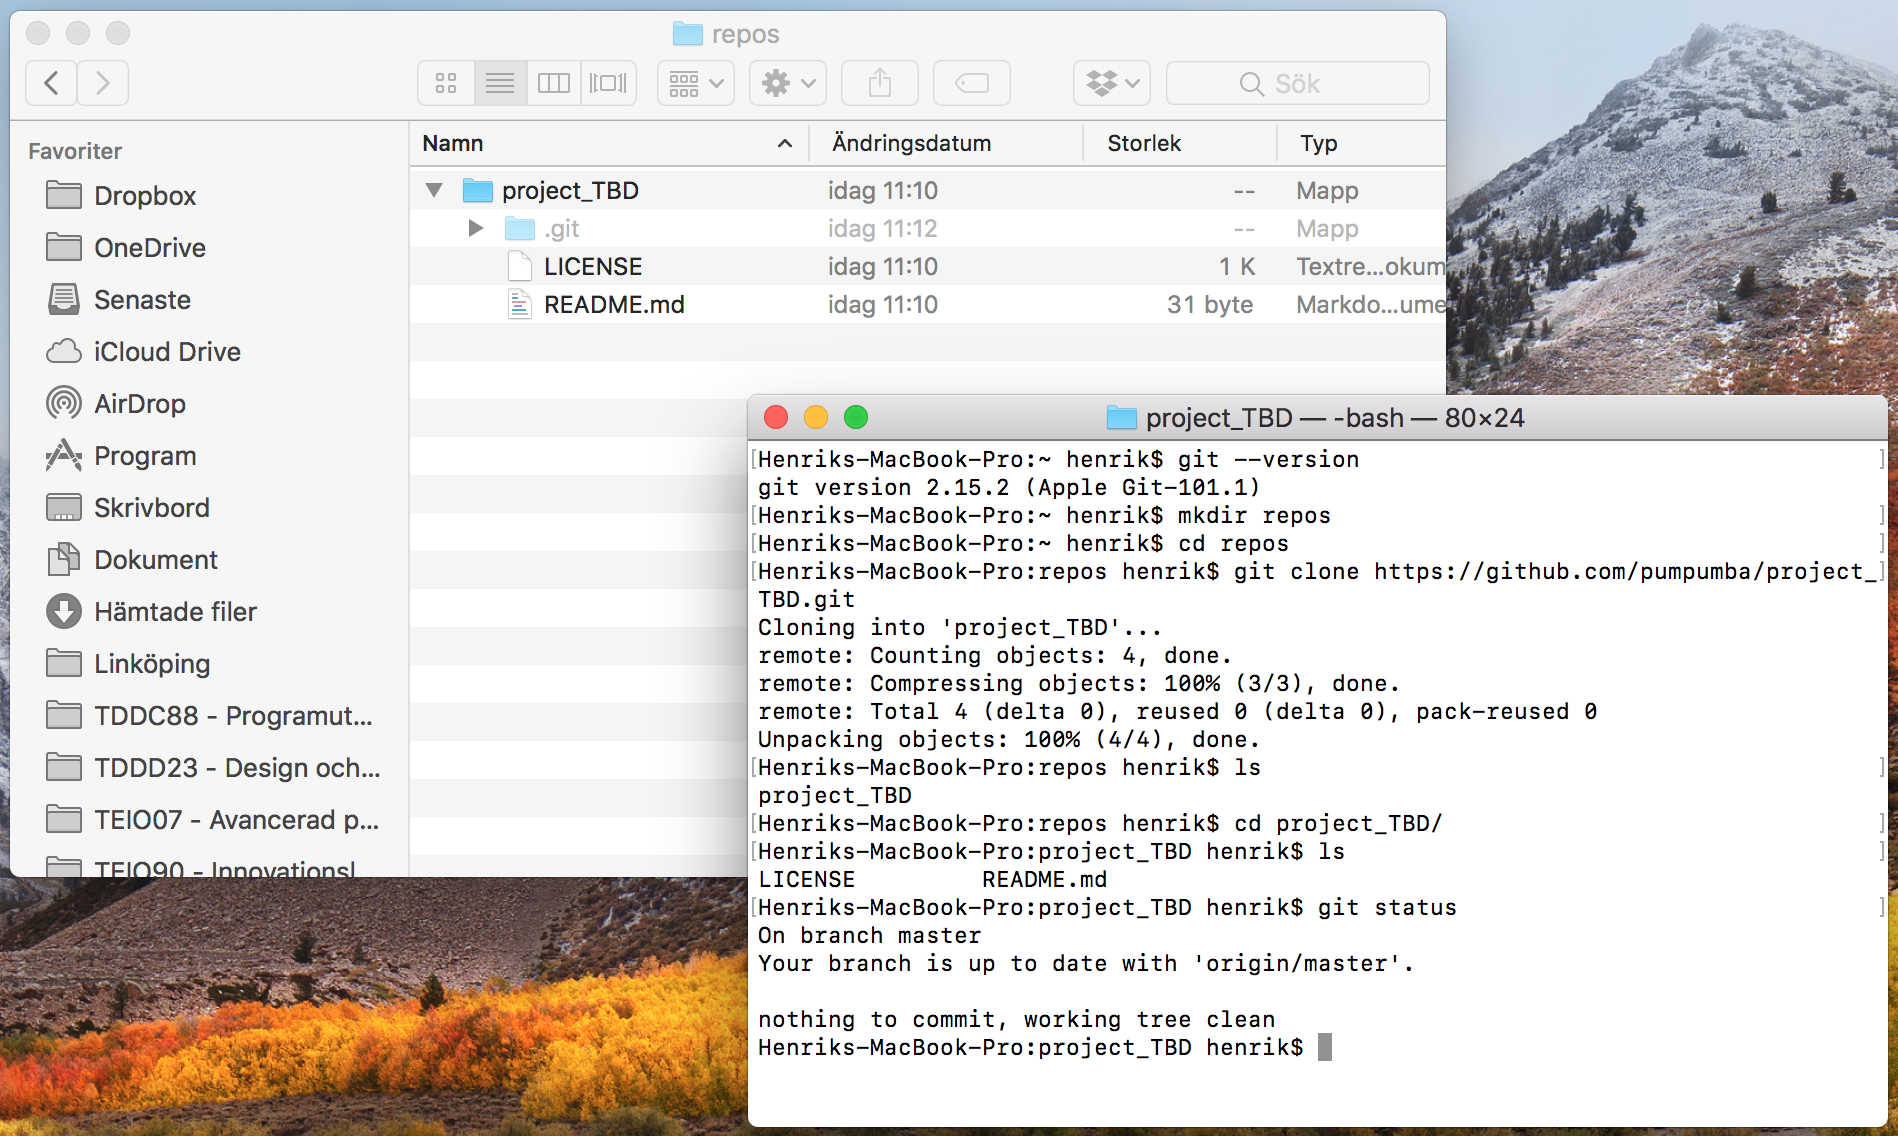 repos
Sök
Favoriter
Dropbox
OneDrive
Senaste
iCloud Drive
AirDrop
Program
Skrivbord
Dokument
Hämtade filer
Linköping
TDDC88 - Programut...
TDDD23 - Design och...
TEIO07 - Avancerad p...
TEIO90 - Innovationsl
Namn Ändringsdatum Storlek Typ
project_TBD idag 11:10 -- Mapp
.git idag 11:12 -- Mapp
LICENSE idag 11:10 1 K Textre...okum
README.md idag 11:10 31 byte Markdo...ume
project_TBD — -bash — 80×24
[Henriks-MacBook-Pro:~ henrik$ git --version ]
git version 2.15.2 (Apple Git-101.1)
[Henriks-MacBook-Pro:~ henrik$ mkdir repos ]
[Henriks-MacBook-Pro:~ henrik$ cd repos ]
[Henriks-MacBook-Pro:repos henrik$ git clone https://github.com/pumpumba/project_]
TBD.git
Cloning into 'project_TBD'...
remote: Counting objects: 4, done.
remote: Compressing objects: 100% (3/3), done.
remote: Total 4 (delta 0), reused 0 (delta 0), pack-reused 0
Unpacking objects: 100% (4/4), done.
[Henriks-MacBook-Pro:repos henrik$ ls ]
project_TBD
[Henriks-MacBook-Pro:repos henrik$ cd project_TBD/ ]
[Henriks-MacBook-Pro:project_TBD henrik$ ls ]
LICENSE README.md
[Henriks-MacBook-Pro:project_TBD henrik$ git status ]
On branch master
Your branch is up to date with 'origin/master'.
nothing to commit, working tree clean
Henriks-MacBook-Pro:project_TBD henrik$